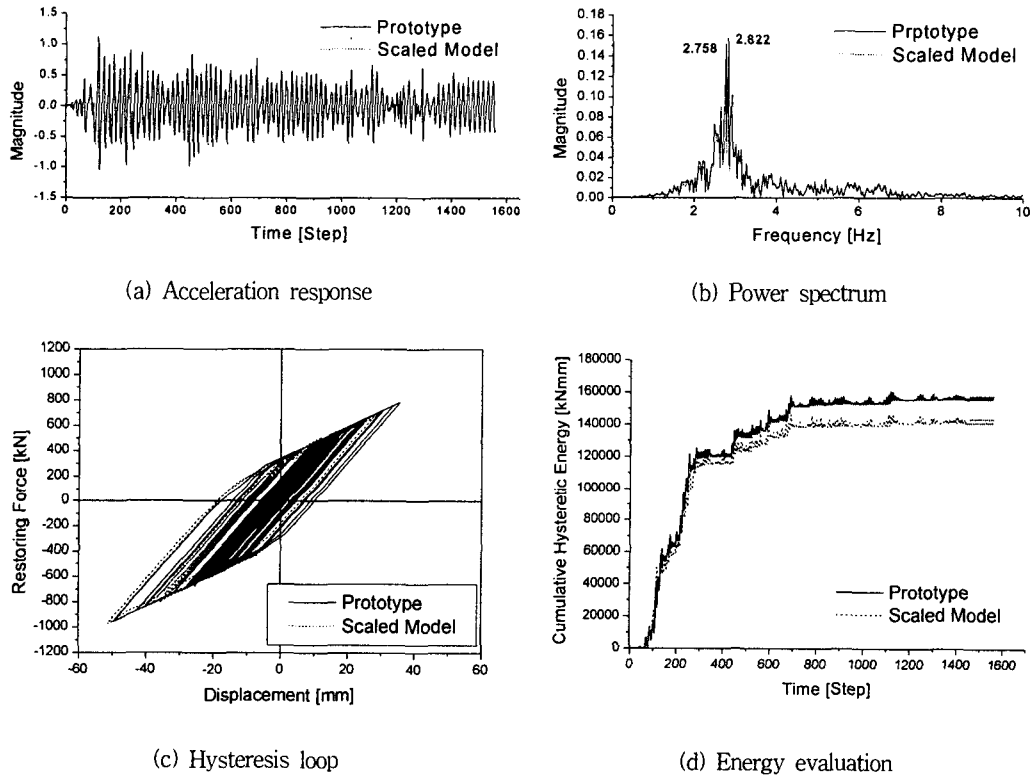 1.5
1.0
0.5
0.0
-0.5
-1.0
-1.5
Magnitude
0 200 400 600 800 1000 1200 1400 1600
Time [Step]
Prototype
Scaled Model
(a) Acceleration response
0.18
0.16
0.14
0.12
0.10
0.08
0.06
0.04
0.02
0.00
Magnitude
2.758 2.822
Prptotype
Scaled Model
0 2 4 6 8 10
Frequency [Hz]
(b) Power spectrum
1200
1000
800
600
400
200
0
-200
-400
-600
-800
-1000
-1200
Restoring Force [kN]
Prototype
Scaled Model
-60 -40 -20 0 20 40 60
Displacement [mm]
(c) Hysteresis loop
180000
160000
140000
120000
100000
80000
60000
40000
20000
0
Cumulative Hysteretic Energy [kNmm]
Prototype
Scaled Model
0 200 400 600 800 1000 1200 1400 1600
Time [Step]
(d) Energy evaluation